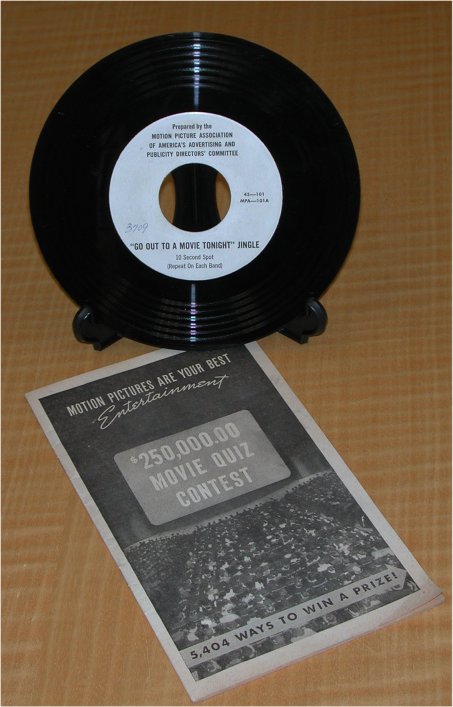 Prepared by the
MOTION PICTURE ASSOCIATION
OF AMERICA'S ADVERTISING AND
PUBLICITY DIRECTORS' COMMITTEE
45—101
MPA—101A
3709
"GO OUT TO A MOVIE TONIGHT" JINGLE
10 Second Spot
(Repeat On Each Band)
MOTION PICTURES ARE YOUR BEST
Entertainment
$250,000.00
MOVIE QUIZ
CONTEST
5,404 WAYS TO WIN A PRIZE!